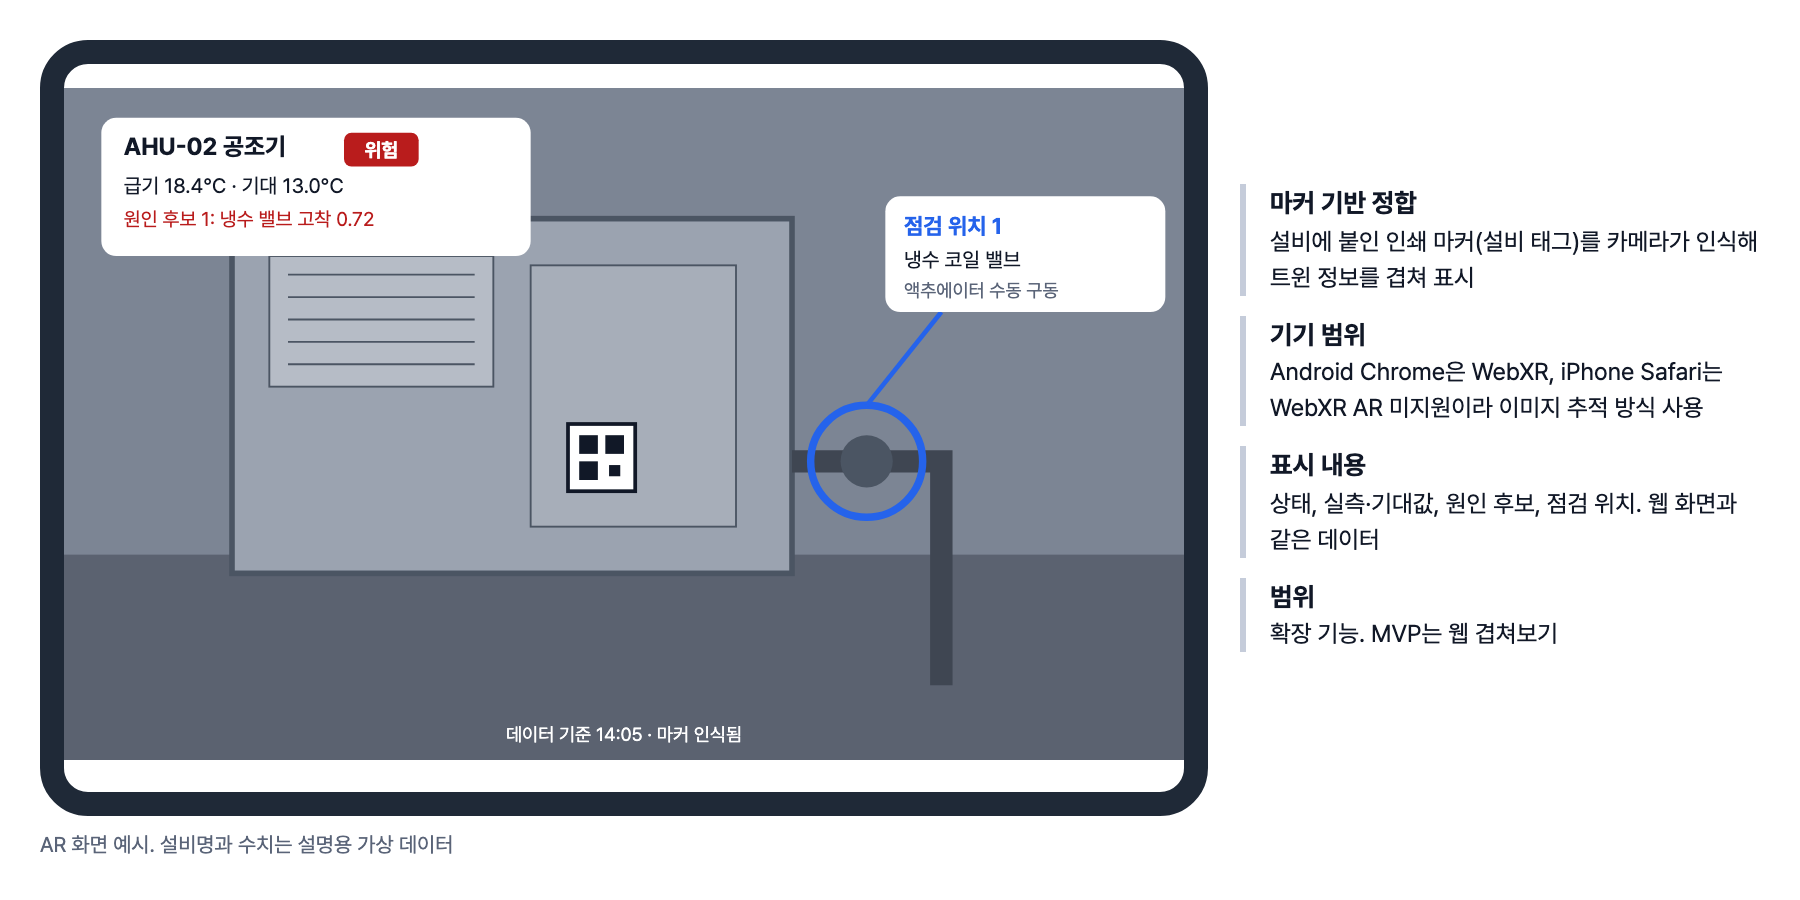 AHU-02 공조기
위험
급기 18.4°C · 기대 13.0°C
원인 후보 1: 냉수 밸브 고착 0.72
점검 위치 1
냉수 코일 밸브
액추에이터 수동 구동
데이터 기준 14:05 · 마커 인식됨
마커 기반 정합
설비에 붙인 인쇄 마커(설비 태그)를 카메라가 인식해
트윈 정보를 겹쳐 표시
기기 범위
Android Chrome은 WebXR, iPhone Safari는
WebXR AR 미지원이라 이미지 추적 방식 사용
표시 내용
상태, 실측·기대값, 원인 후보, 점검 위치. 웹 화면과
같은 데이터
범위
확장 기능. MVP는 웹 겹쳐보기
AR 화면 예시. 설비명과 수치는 설명용 가상 데이터